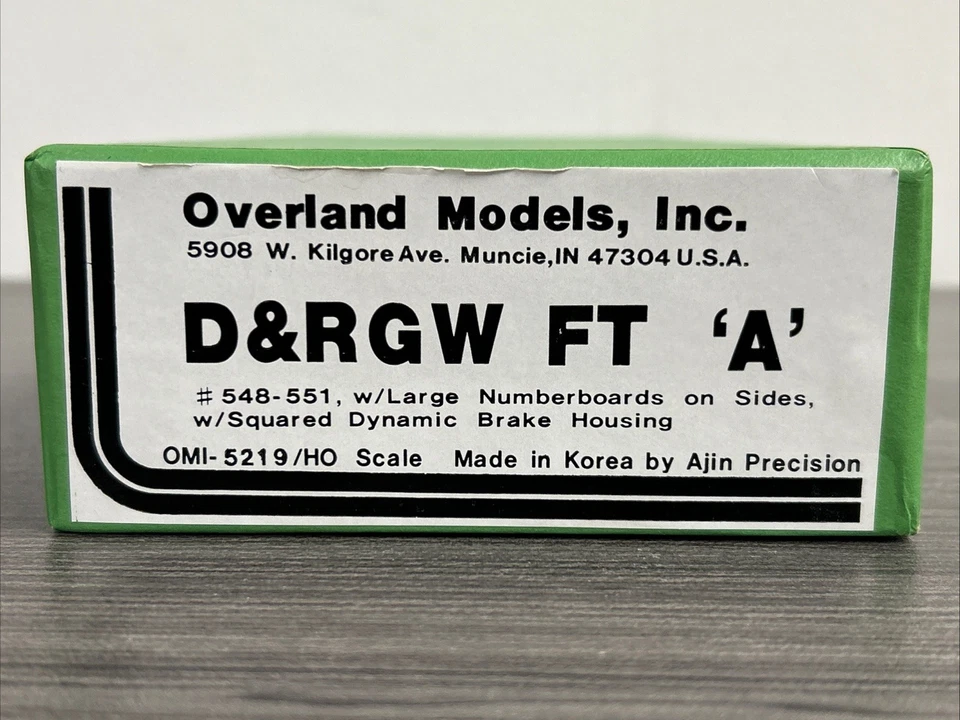 Overland Models, Inc.
5908 W. Kilgore Ave. Muncie,IN 47304 U.S.A.
D&RGW FT ‘A’
#548-551, w/Large Numberboards on Sides,
w/Squared Dynamic Brake Housing
OMI-5219/HO Scale Made in Korea by Ajin Precision